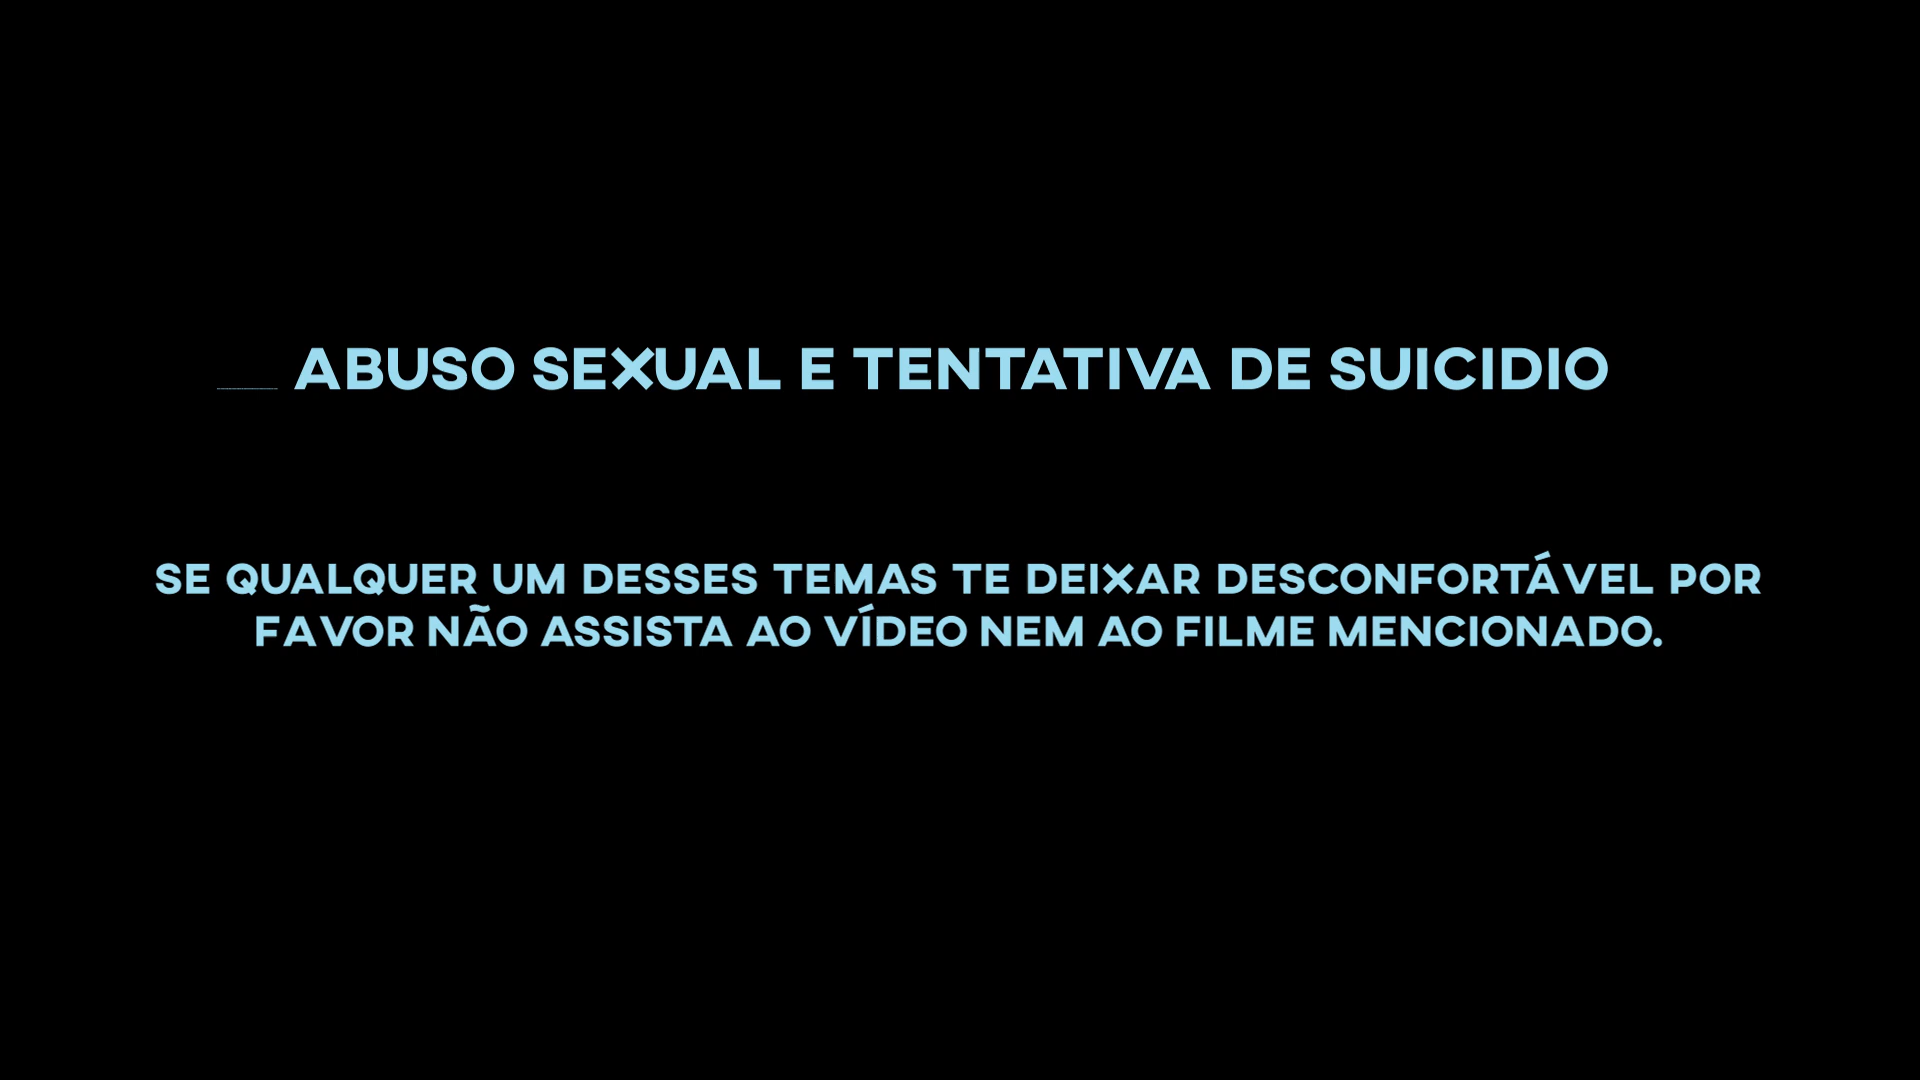 ABUSO SEXUAL E TENTATIVA DE SUICIDIO
SE QUALQUER UM DESSES TEMAS TE DEIXAR DESCONFORTÁVEL POR
FAVOR NÃO ASSISTA AO VÍDEO NEM AO FILME MENCIONADO.